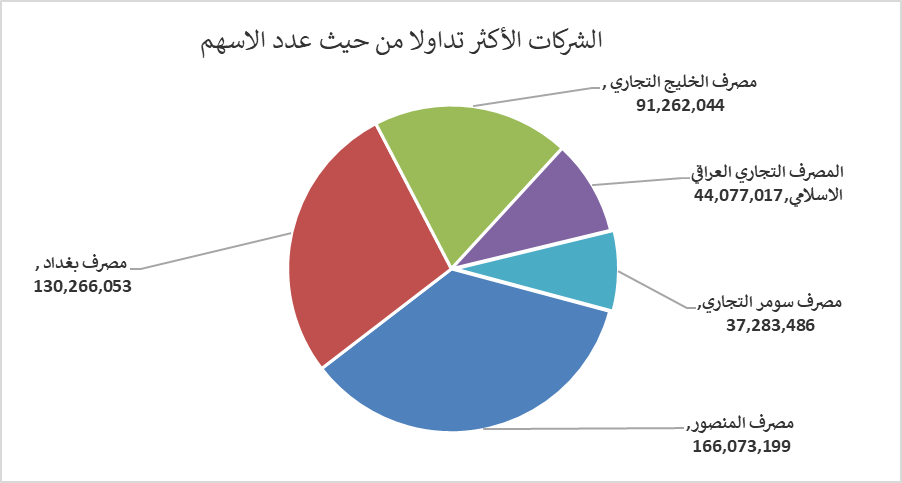 الشركات الأكثر تداولا من حيث عدد الاسهم
مصرف الخليج التجاري ,
91,262,044
المصرف التجاري العراقي
الاسلامي,44,077,017
مصرف بغداد ,
130,266,053
مصرف سومر التجاري,
37,283,486
مصرف المنصور,
166,073,199